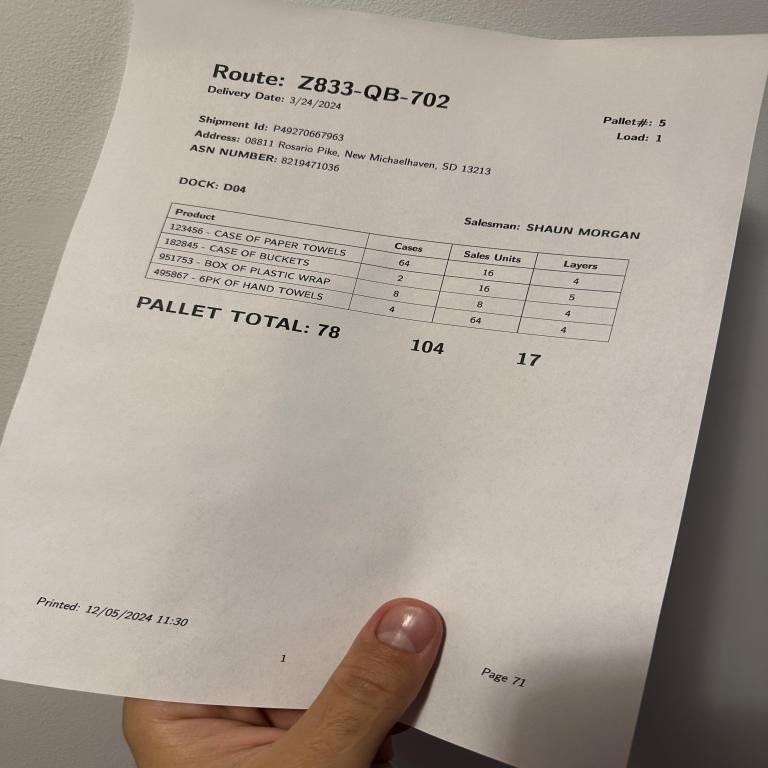 Route: Z833-QB-702
Delivery Date: 3/24/2024
Pallet#: 5
Load: 1
Shipment Id: P49270667963
Address: 08811 Rosario Pike, New Michaelhaven, SD 13213
ASN NUMBER: 8219471036
DOCK: D04
Salesman: SHAUN MORGAN
Product Cases Sales Units Layers
123456 - CASE OF PAPER TOWELS 64 16 4
182845 - CASE OF BUCKETS 2 16 5
951753 - BOX OF PLASTIC WRAP 8 8 4
495867 - 6PK OF HAND TOWELS 4 64 4
PALLET TOTAL: 78 104 17
Printed: 12/05/2024 11:30
1
Page 71